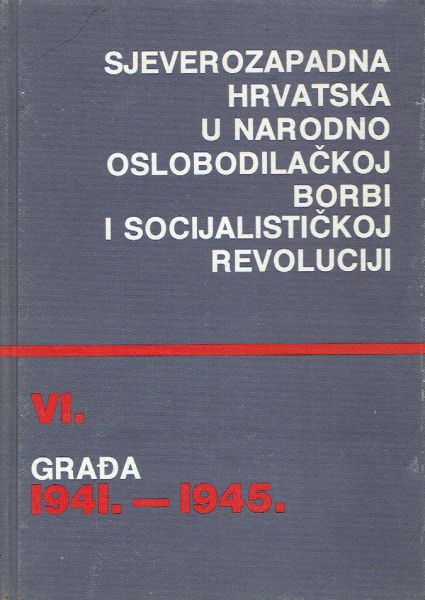 SJEVEROZAPADNA
HRVATSKA
U NARODNO
OSLOBODILAČKOJ
BORBI
I SOCIJALISTIČKOJ
REVOLUCIJI
VI.
GRAĐA
1941. — 1945.